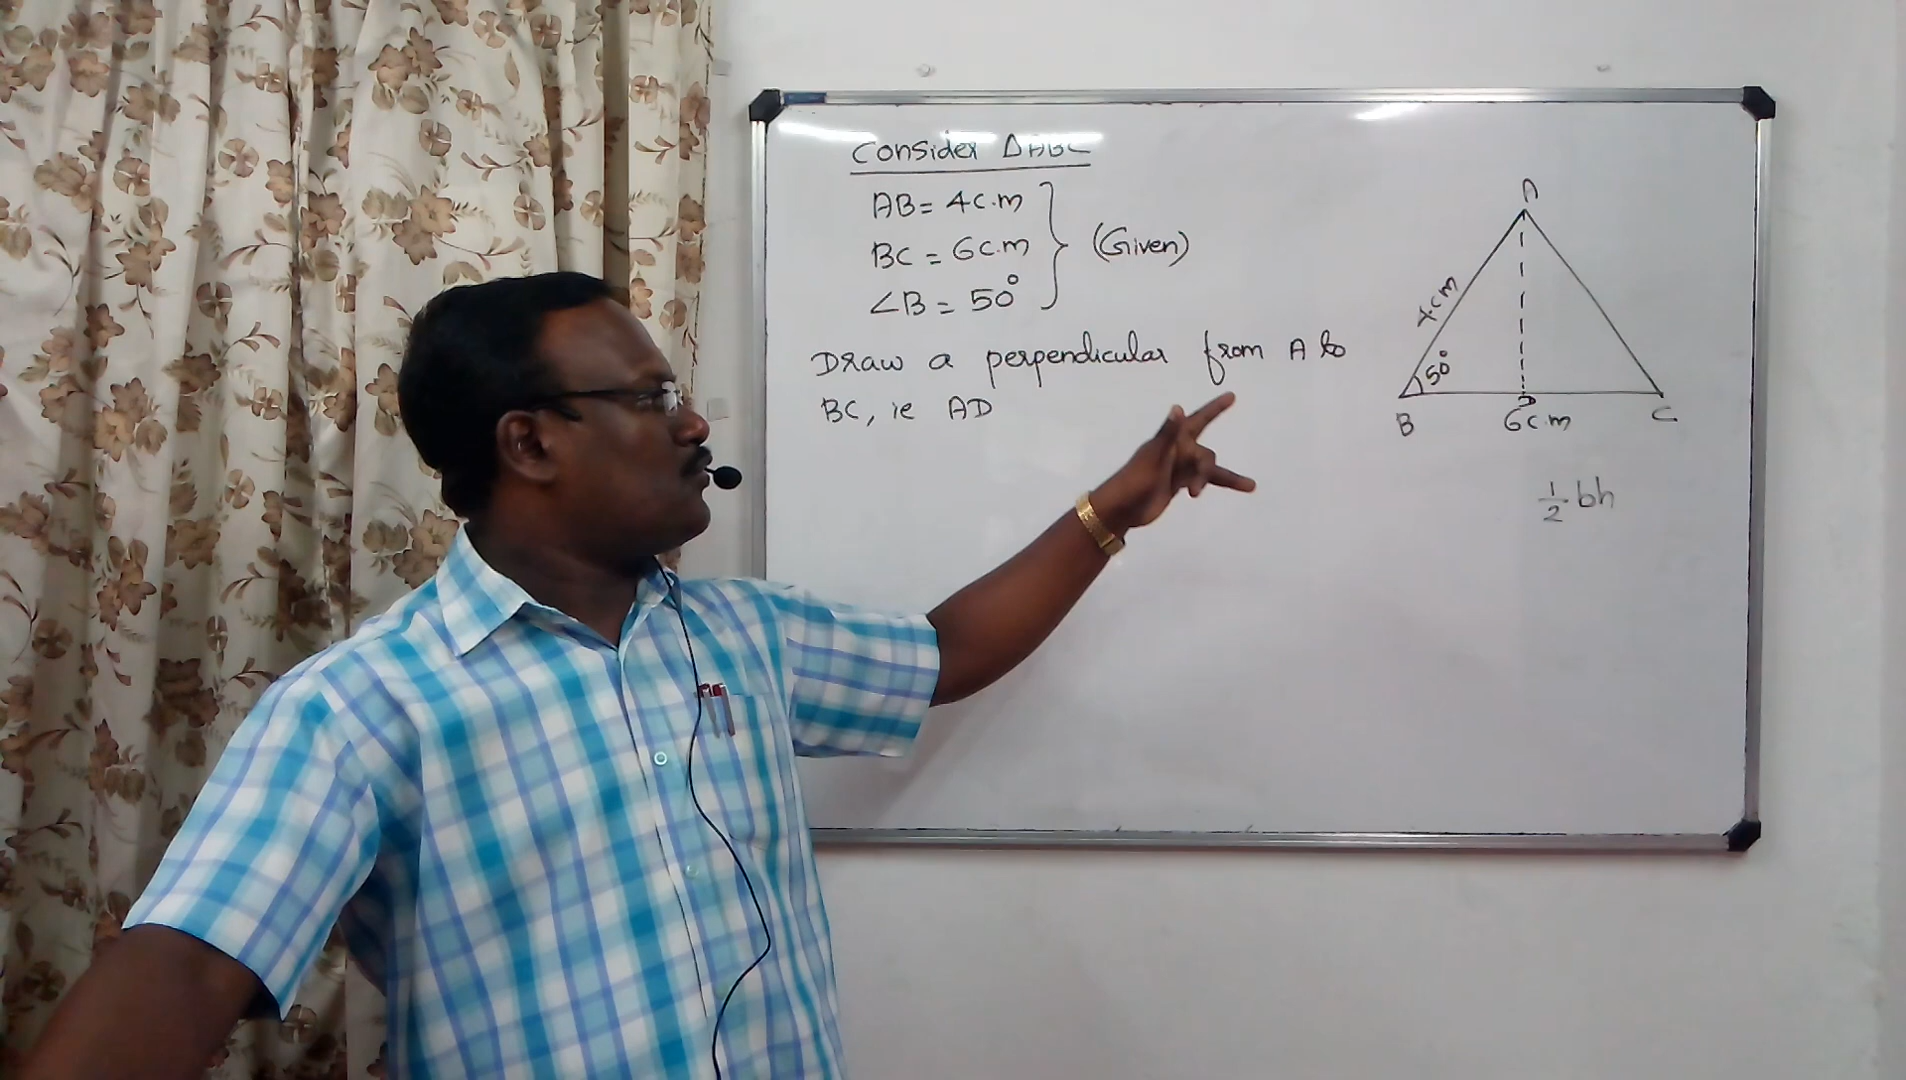 Consider △ABC
AB = 4c.m
BC = 6c.m
∠B = 50°
(Given)
Draw a perpendicular from A to
BC, ie AD
A
4cm
50°
B
D
6c.m
C
1/2 bh